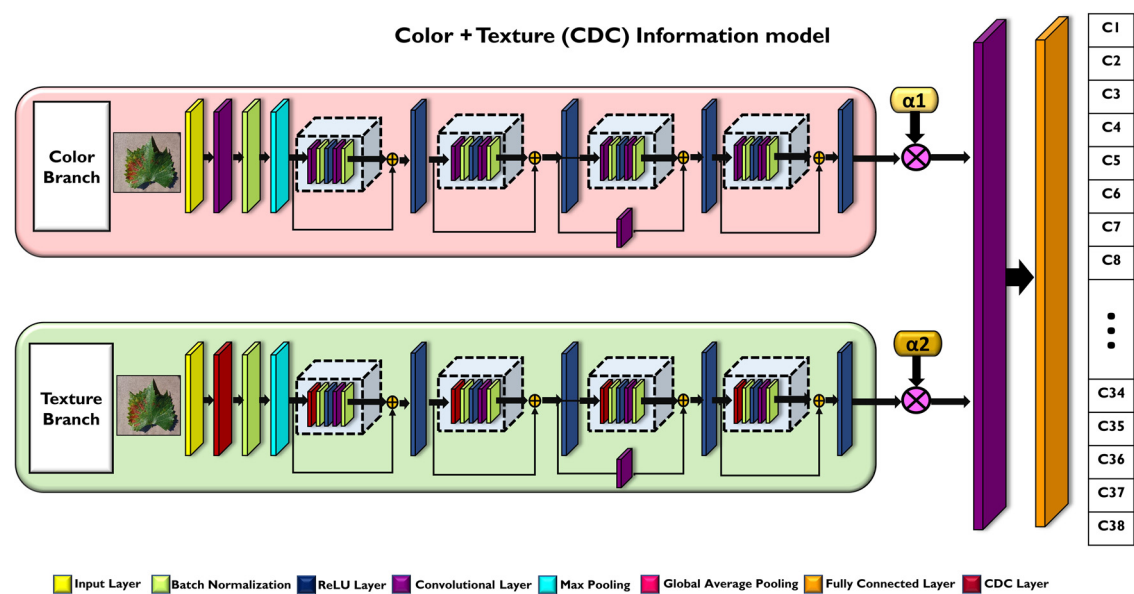 Color + Texture (CDC) Information model
Color
Branch
α1
Texture
Branch
α2
C1
C2
C3
C4
C5
C6
C7
C8
C34
C35
C36
C37
C38
Input Layer
Batch Normalization
ReLU Layer
Convolutional Layer
Max Pooling
Global Average Pooling
Fully Connected Layer
CDC Layer